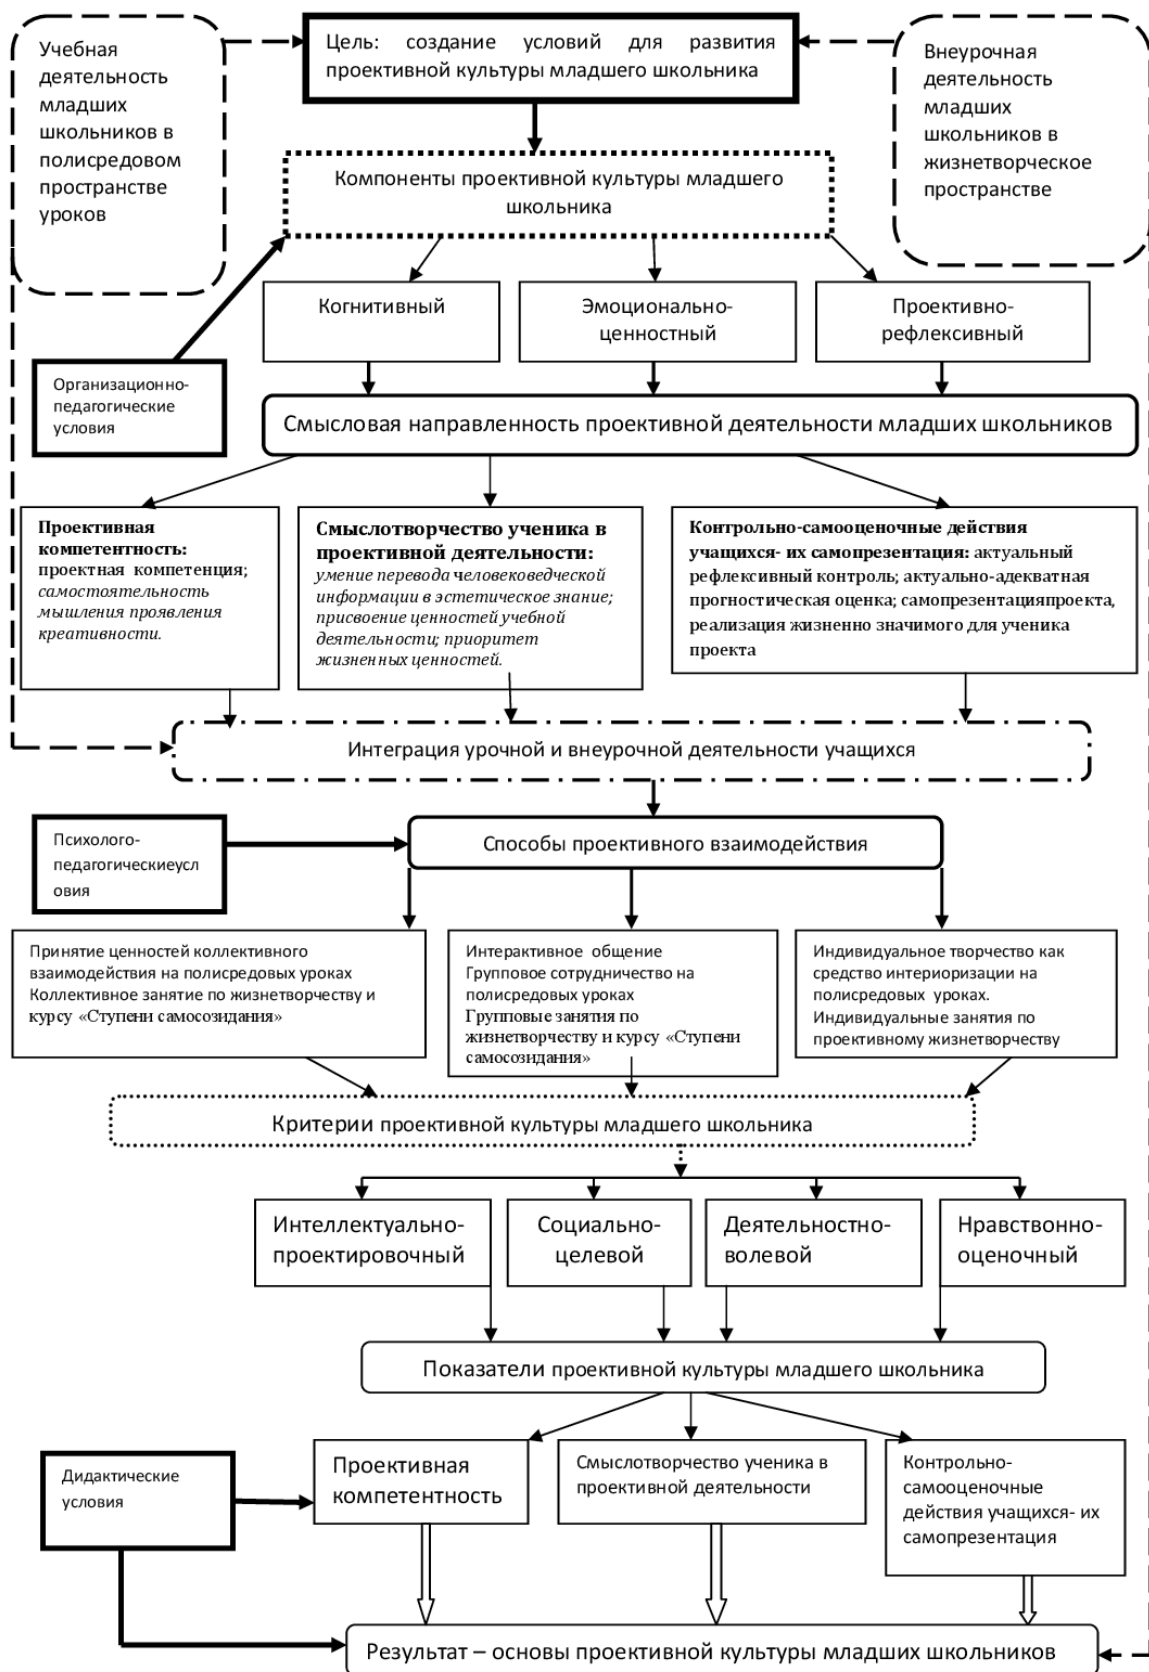 Учебная
деятельность
младших
школьников в
полисредовом
пространстве
уроков
Цель: создание условий для развития
проективной культуры младшего школьника
Внеурочная
деятельность
младших
школьников в
жизнетворческое
пространстве
Компоненты проективной культуры младшего
школьника
Когнитивный
Эмоционально-
ценностный
Проективно-
рефлексивный
Организационно-
педагогические
условия
Смысловая направленность проективной деятельности младших школьников
Проективная
компетентность:
проектная компетенция;
самостоятельность
мышления проявления
креативности.
Смыслотворчество ученика в
проективной деятельности:
умение перевода человековедческой
информации в эстетическое знание;
присвоение ценностей учебной
деятельности; приоритет
жизненных ценностей.
Контрольно-самооценочные действия
учащихся- их самопрезентация: актуальный
рефлексивный контроль; актуально-адекватная
прогностическая оценка; самопрезентацияпроекта,
реализация жизненно значимого для ученика
проекта
Интеграция урочной и внеурочной деятельности учащихся
Психолого-
педагогическиеусл
овия
Способы проективного взаимодействия
Принятие ценностей коллективного
взаимодействия на полисредовых уроках
Коллективное занятие по жизнетворчеству и
курсу «Ступени самосозидания»
Интерактивное общение
Групповое сотрудничество на
полисредовых уроках
Групповые занятия по
жизнетворчеству и курсу «Ступени
самосозидания»
Индивидуальное творчество как
средство интериоризации на
полисредовых уроках.
Индивидуальные занятия по
проективному жизнетворчеству
Критерии проективной культуры младшего школьника
Интеллектуально-
проектировочный
Социально-
целевой
Деятельностно-
волевой
Нравственно-
оценочный
Показатели проективной культуры младшего школьника
Дидактические
условия
Проективная
компетентность
Смыслотворчество ученика в
проективной деятельности
Контрольно-
самооценочные
действия учащихся- их
самопрезентация
Результат – основы проективной культуры младших школьников